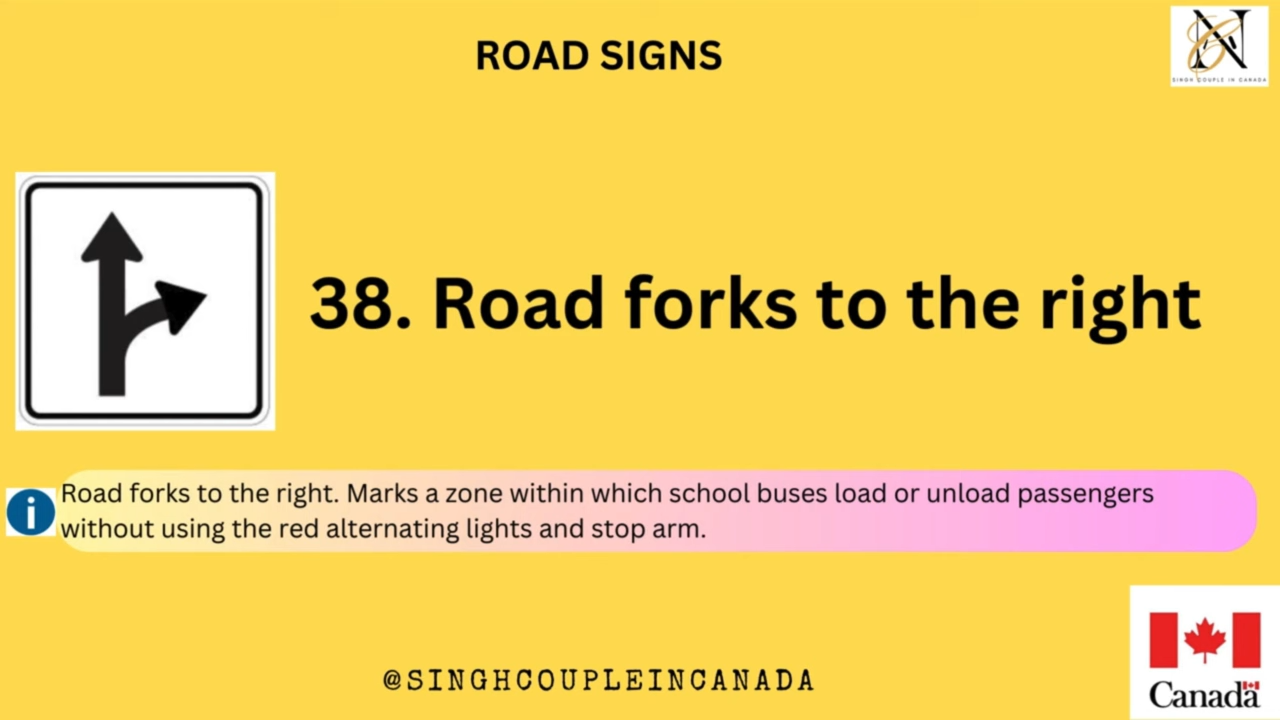 ROAD SIGNS
SINGH COUPLE IN CANADA
38. Road forks to the right
i
Road forks to the right. Marks a zone within which school buses load or unload passengers
without using the red alternating lights and stop arm.
@SINGHCOUPLEINCANADA
Canada